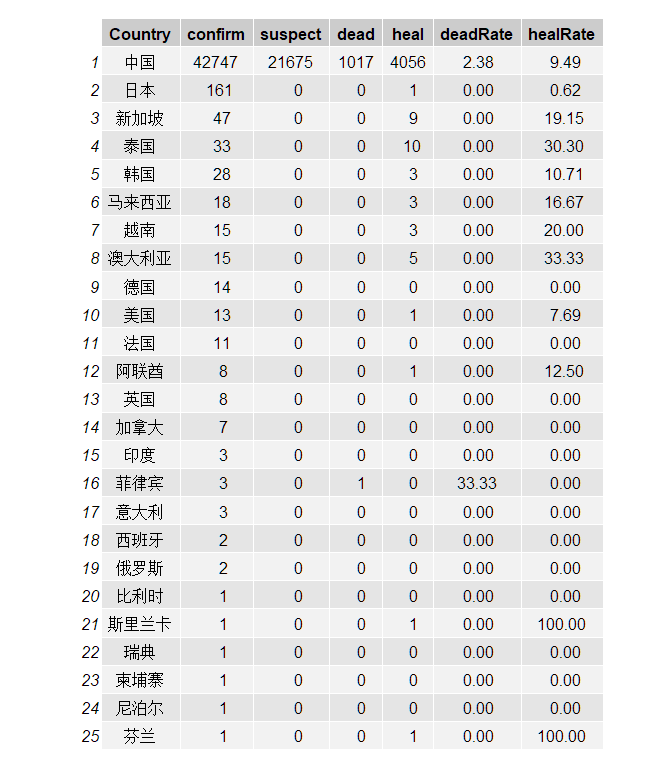 Country confirm suspect dead heal deadRate healRate
1 中国 42747 21675 1017 4056 2.38 9.49
2 日本 161 0 0 1 0.00 0.62
3 新加坡 47 0 0 9 0.00 19.15
4 泰国 33 0 0 10 0.00 30.30
5 韩国 28 0 0 3 0.00 10.71
6 马来西亚 18 0 0 3 0.00 16.67
7 越南 15 0 0 3 0.00 20.00
8 澳大利亚 15 0 0 5 0.00 33.33
9 德国 14 0 0 0 0.00 0.00
10 美国 13 0 0 1 0.00 7.69
11 法国 11 0 0 0 0.00 0.00
12 阿联酋 8 0 0 1 0.00 12.50
13 英国 8 0 0 0 0.00 0.00
14 加拿大 7 0 0 0 0.00 0.00
15 印度 3 0 0 0 0.00 0.00
16 菲律宾 3 0 1 0 33.33 0.00
17 意大利 3 0 0 0 0.00 0.00
18 西班牙 2 0 0 0 0.00 0.00
19 俄罗斯 2 0 0 0 0.00 0.00
20 比利时 1 0 0 0 0.00 0.00
21 斯里兰卡 1 0 0 1 0.00 100.00
22 瑞典 1 0 0 0 0.00 0.00
23 柬埔寨 1 0 0 0 0.00 0.00
24 尼泊尔 1 0 0 0 0.00 0.00
25 芬兰 1 0 0 1 0.00 100.00